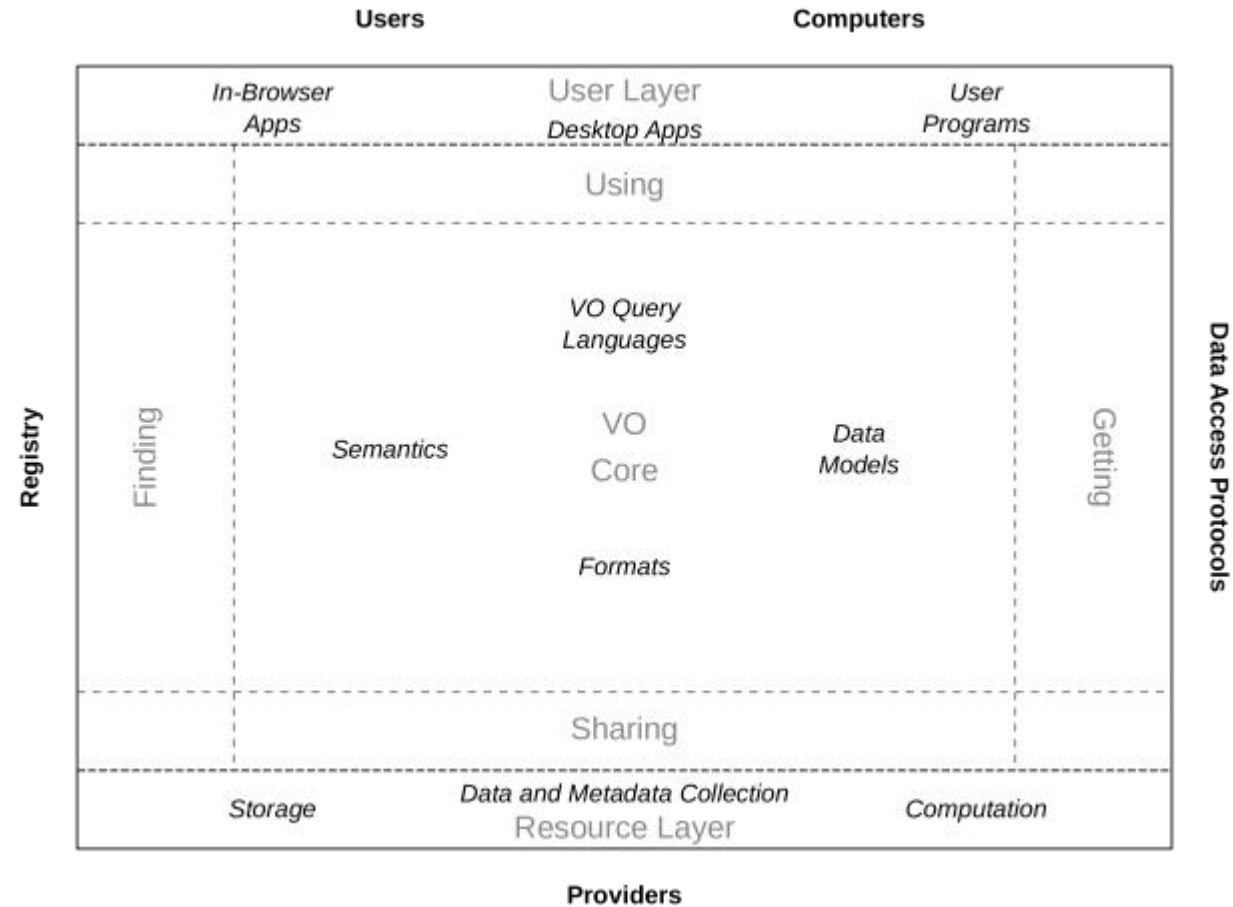 Users
Computers
In-Browser
Apps
User Layer
Desktop Apps
User
Programs
Using
VO Query
Languages
Registry
Finding
Semantics
VO
Core
Data
Models
Getting
Data Access Protocols
Formats
Sharing
Storage
Data and Metadata Collection
Resource Layer
Computation
Providers